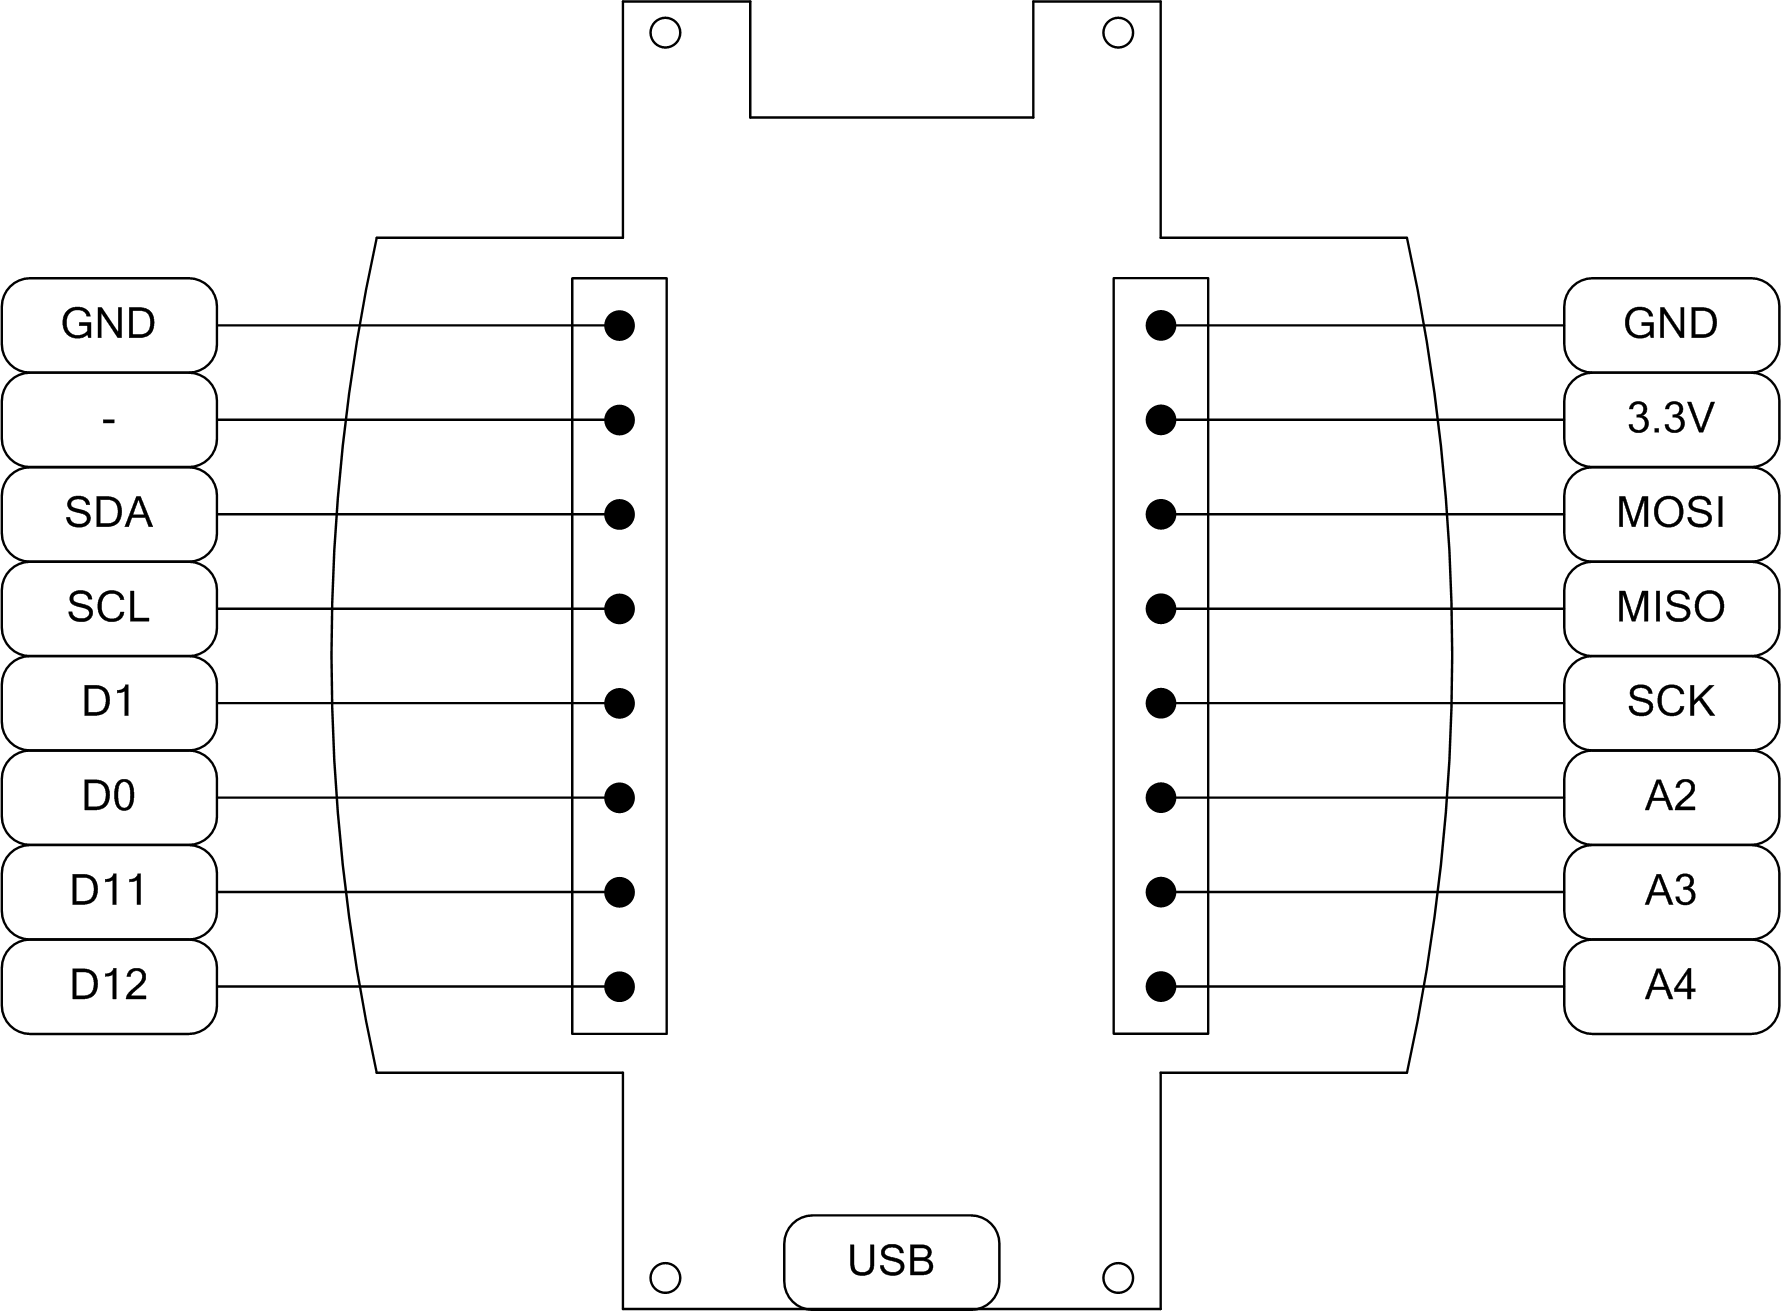 GND
-
SDA
SCL
D1
D0
D11
D12
GND
3.3V
MOSI
MISO
SCK
A2
A3
A4
USB